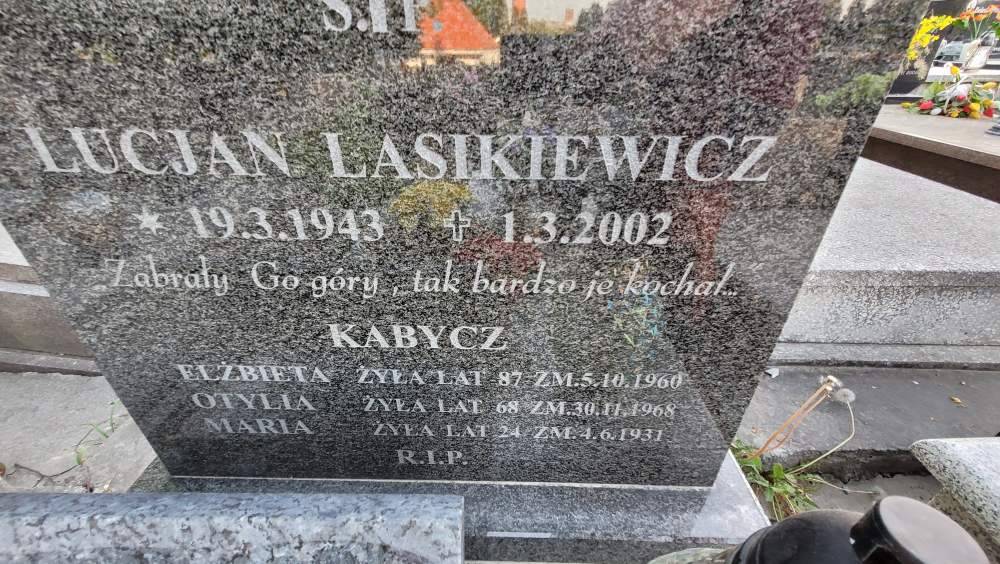 Ś.†P.
LUCJAN LASIKIEWICZ
* 19.3.1943 ✝ 1.3.2002
„Zabrały Go góry, tak bardzo je kochał..."
KABYCZ
ELŻBIETA ŻYŁA LAT 87 ZM.5.10.1960
OTYLIA ŻYŁA LAT 68 ZM.30.11.1968
MARIA ŻYŁA LAT 24 ZM.4.6.1931
R.I.P.